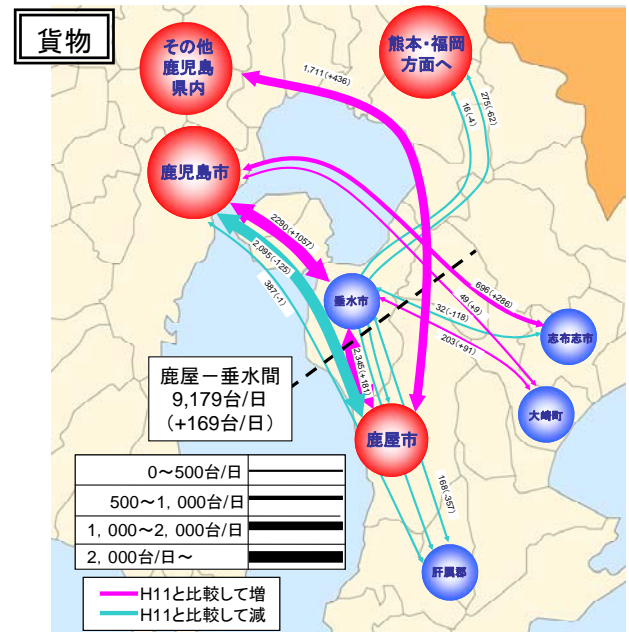 貨物
その他
鹿児島
県内
熊本・福岡
方面へ
鹿児島市
1,711(+436)
16(-4)
275(-62)
2290(+1057)
2,095(-125)
387(-1)
垂水市
696(+286)
49(+9)
32(-118)
203(+91)
志布志市
大崎町
2,345(+181)
鹿屋-垂水間
9,179台/日
(+169台/日)
鹿屋市
168(-357)
肝属郡
0~500台/日
500~1,000台/日
1,000~2,000台/日
2,000台/日~
H11と比較して増
H11と比較して減